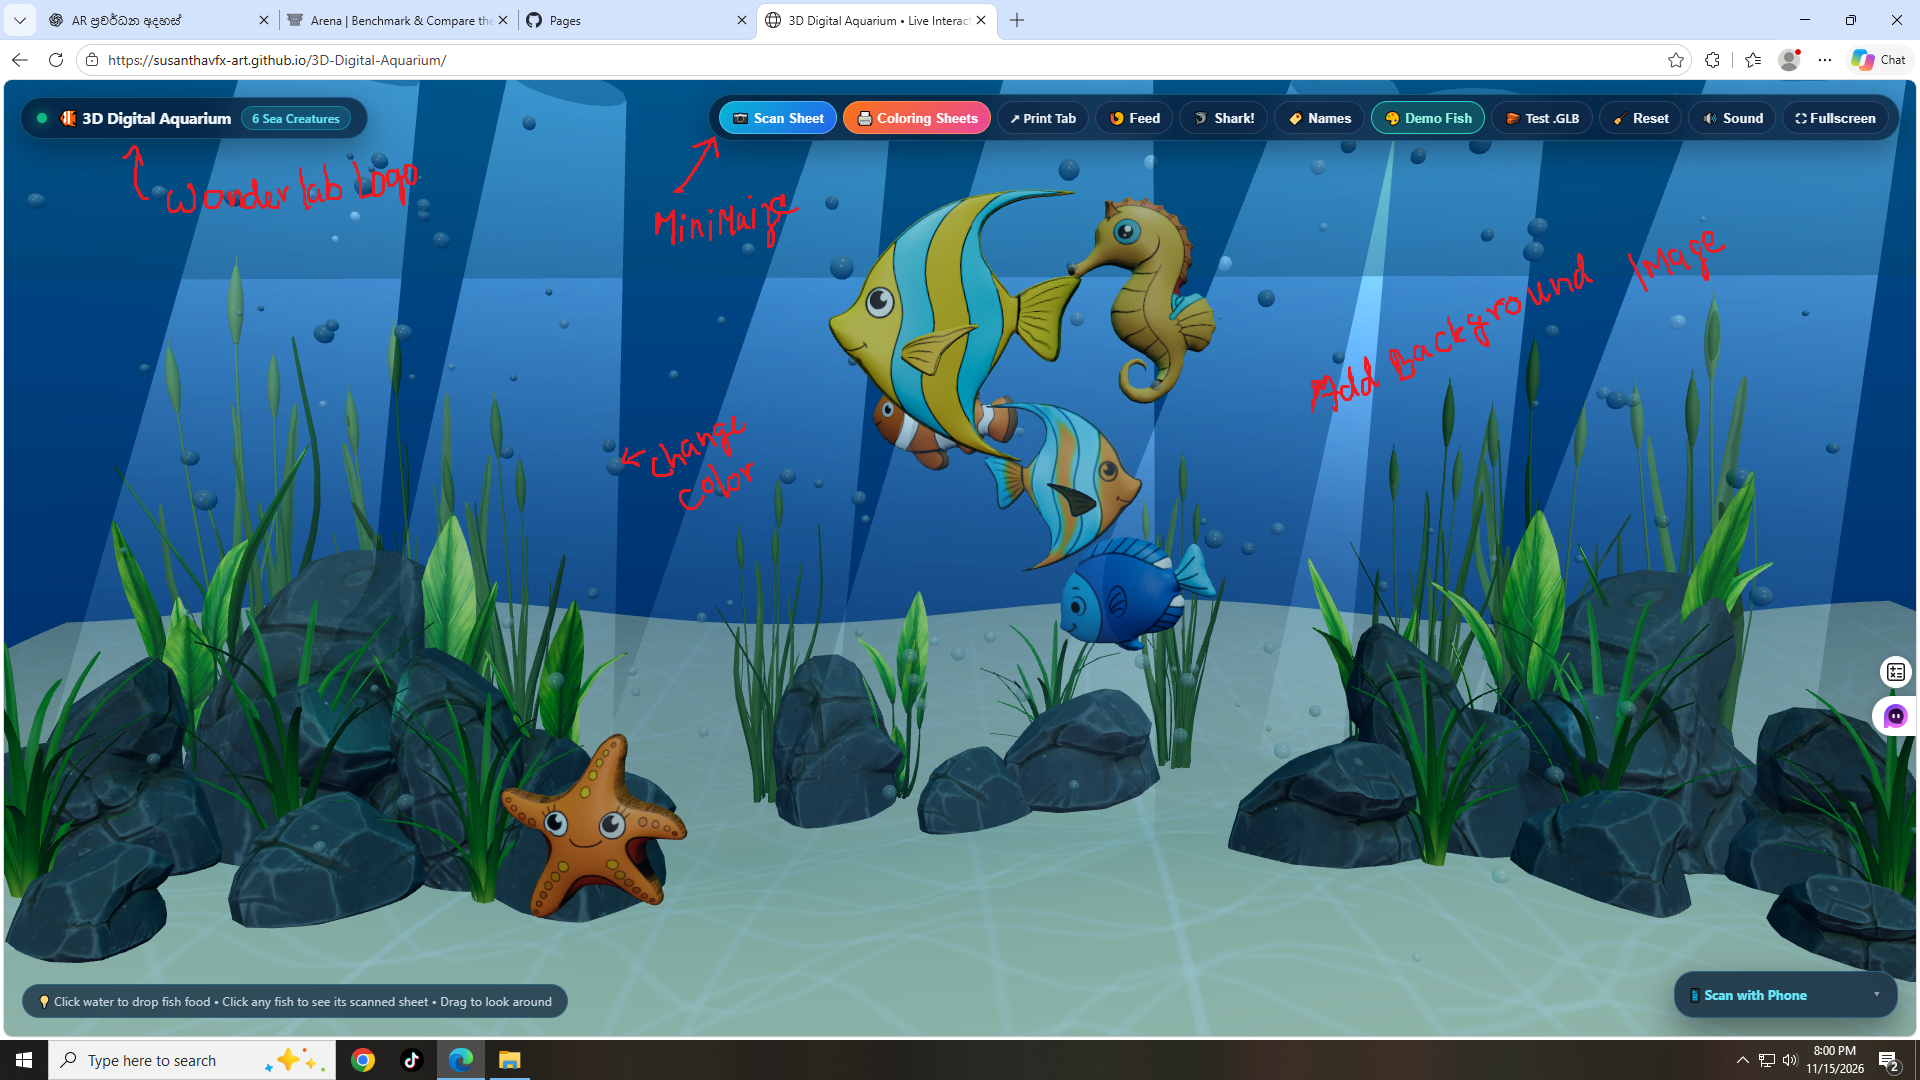 AR ප්‍රවර්ධන අදහස්
Arena | Benchmark & Compare the
Pages
3D Digital Aquarium • Live Interac
https://susanthavfx-art.github.io/3D-Digital-Aquarium/
Chat
3D Digital Aquarium
6 Sea Creatures
Scan Sheet
Coloring Sheets
↗ Print Tab
Feed
Shark!
Names
Demo Fish
Test .GLB
Reset
Sound
Fullscreen
Wonder lab Logo
MiniMaize
Add Background IMage
Change
Color
Click water to drop fish food • Click any fish to see its scanned sheet • Drag to look around
Scan with Phone
Type here to search
8:00 PM
11/15/2026
2